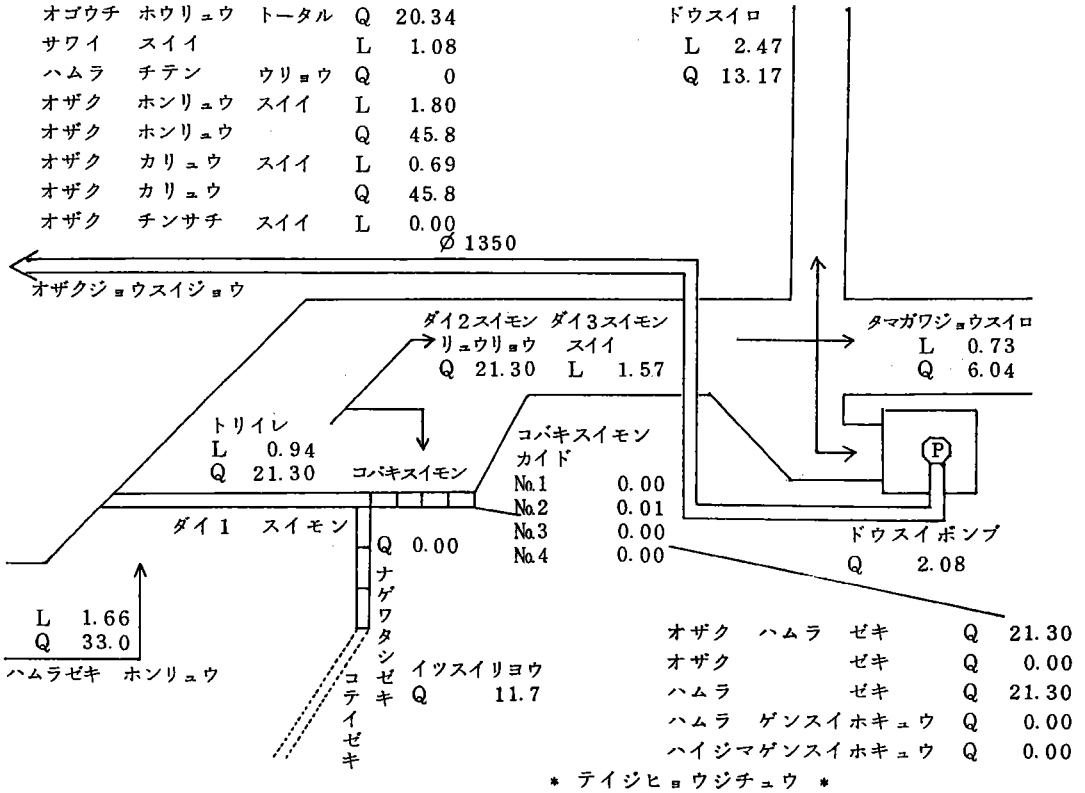 オゴウチ ホウリュウ トータル Q 20.34
サワイ スイイ L 1.08
ハムラ チテン ウリョウ Q 0
オザク ホンリュウ スイイ L 1.80
オザク ホンリュウ Q 45.8
オザク カリュウ スイイ L 0.69
オザク カリュウ Q 45.8
オザク チンサチ スイイ L 0.00
ドウスイロ
L 2.47
Q 13.17
Ø 1350
オザクジョウスイジョウ
ダイ2スイモン
リュウリョウ
Q 21.30
ダイ3スイモン
スイイ
L 1.57
タマガワジョウスイロ
L 0.73
Q 6.04
トリイレ
L 0.94
Q 21.30
コバキスイモン
コバキスイモン
カイド
No.1 0.00
No.2 0.01
No.3 0.00
No.4 0.00
P
ドウスイポンプ
Q 2.08
ダイ1 スイモン
Q 0.00
ナゲワタシゼキ
コテイゼキ
L 1.66
Q 33.0
ハムラゼキ ホンリュウ
イツスイリヨウ
Q 11.7
オザク ハムラ ゼキ Q 21.30
オザク ゼキ Q 0.00
ハムラ ゼキ Q 21.30
ハムラ ゲンスイホキュウ Q 0.00
ハイジマゲンスイホキュウ Q 0.00
* テイジヒョウジチュウ *